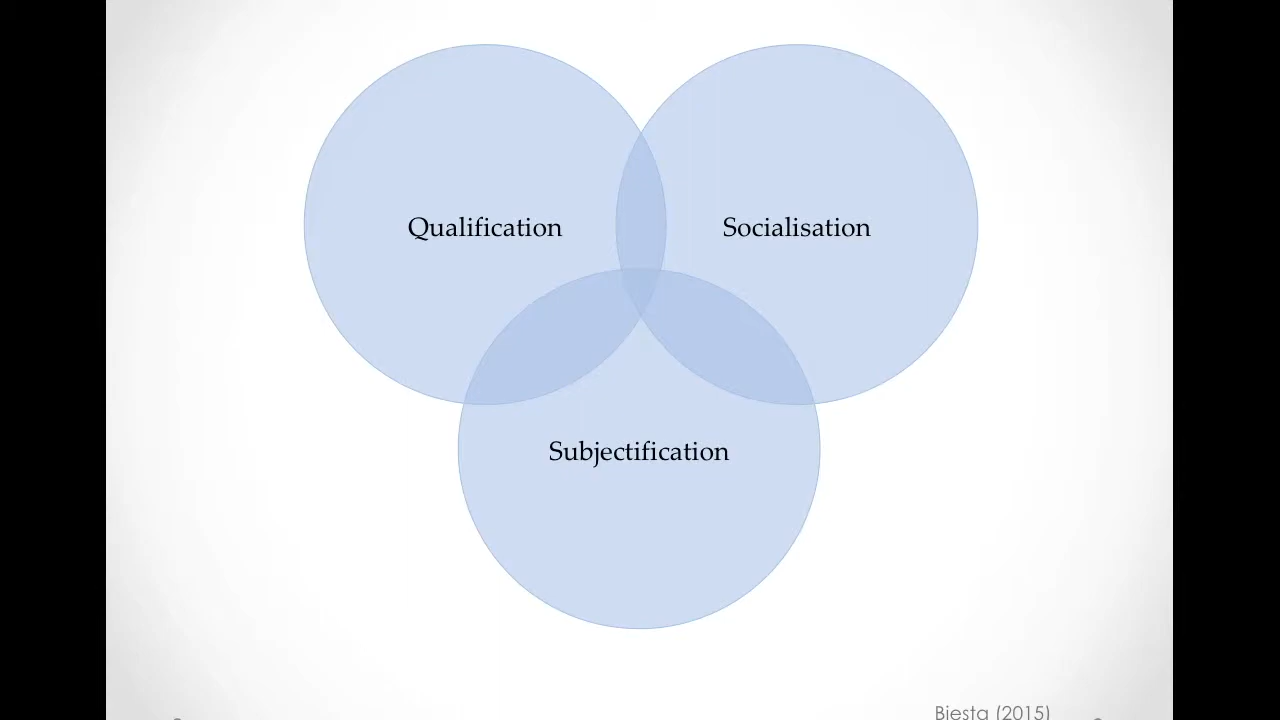 Qualification
Socialisation
Subjectification
Biesta (2015)